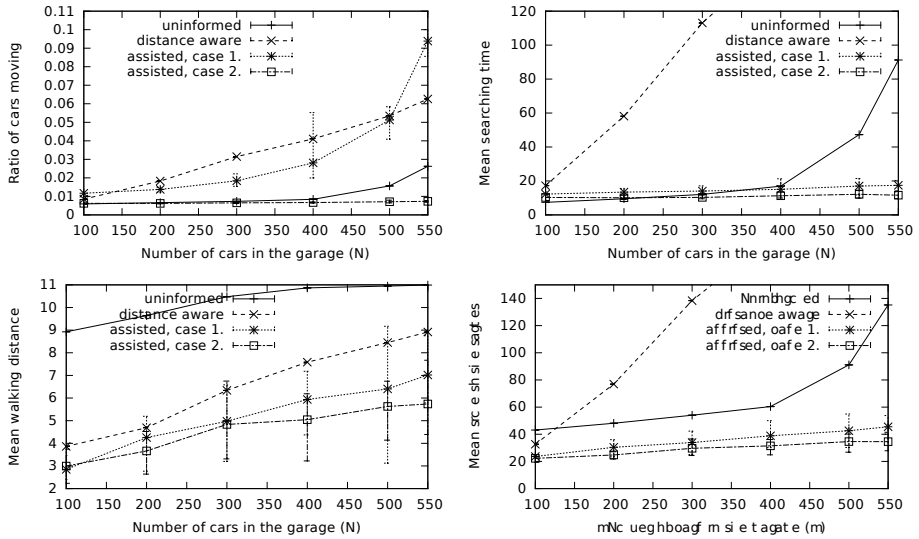 0.11
0.1
0.09
0.08
0.07
0.06
0.05
0.04
0.03
0.02
0.01
0
Ratio of cars moving
uninformed
distance aware
assisted, case 1.
assisted, case 2.
100 150 200 250 300 350 400 450 500 550
Number of cars in the garage (N)
120
100
80
60
40
20
0
Mean searching time
uninformed
distance aware
assisted, case 1.
assisted, case 2.
100 150 200 250 300 350 400 450 500 550
Number of cars in the garage (N)
11
10
9
8
7
6
5
4
3
2
Mean walking distance
uninformed
distance aware
assisted, case 1.
assisted, case 2.
100 150 200 250 300 350 400 450 500 550
Number of cars in the garage (N)
140
120
100
80
60
40
20
0
Mean
100 150 200 250 300 350 400 450 500 550